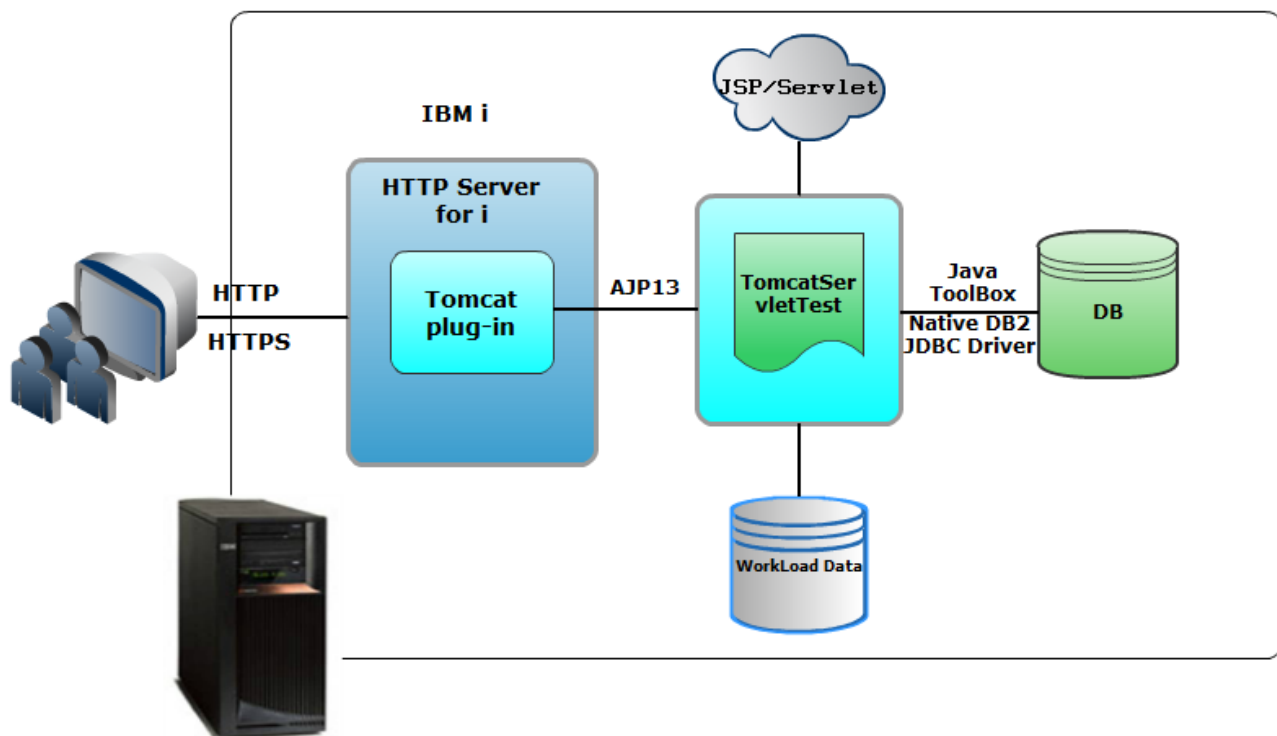 JSP/Servlet
IBM i
HTTP Server
for i
Tomcat
plug-in
HTTP
HTTPS
AJP13
TomcatSer
vletTest
Java
ToolBox
Native DB2
JDBC Driver
DB
WorkLoad Data
IBM